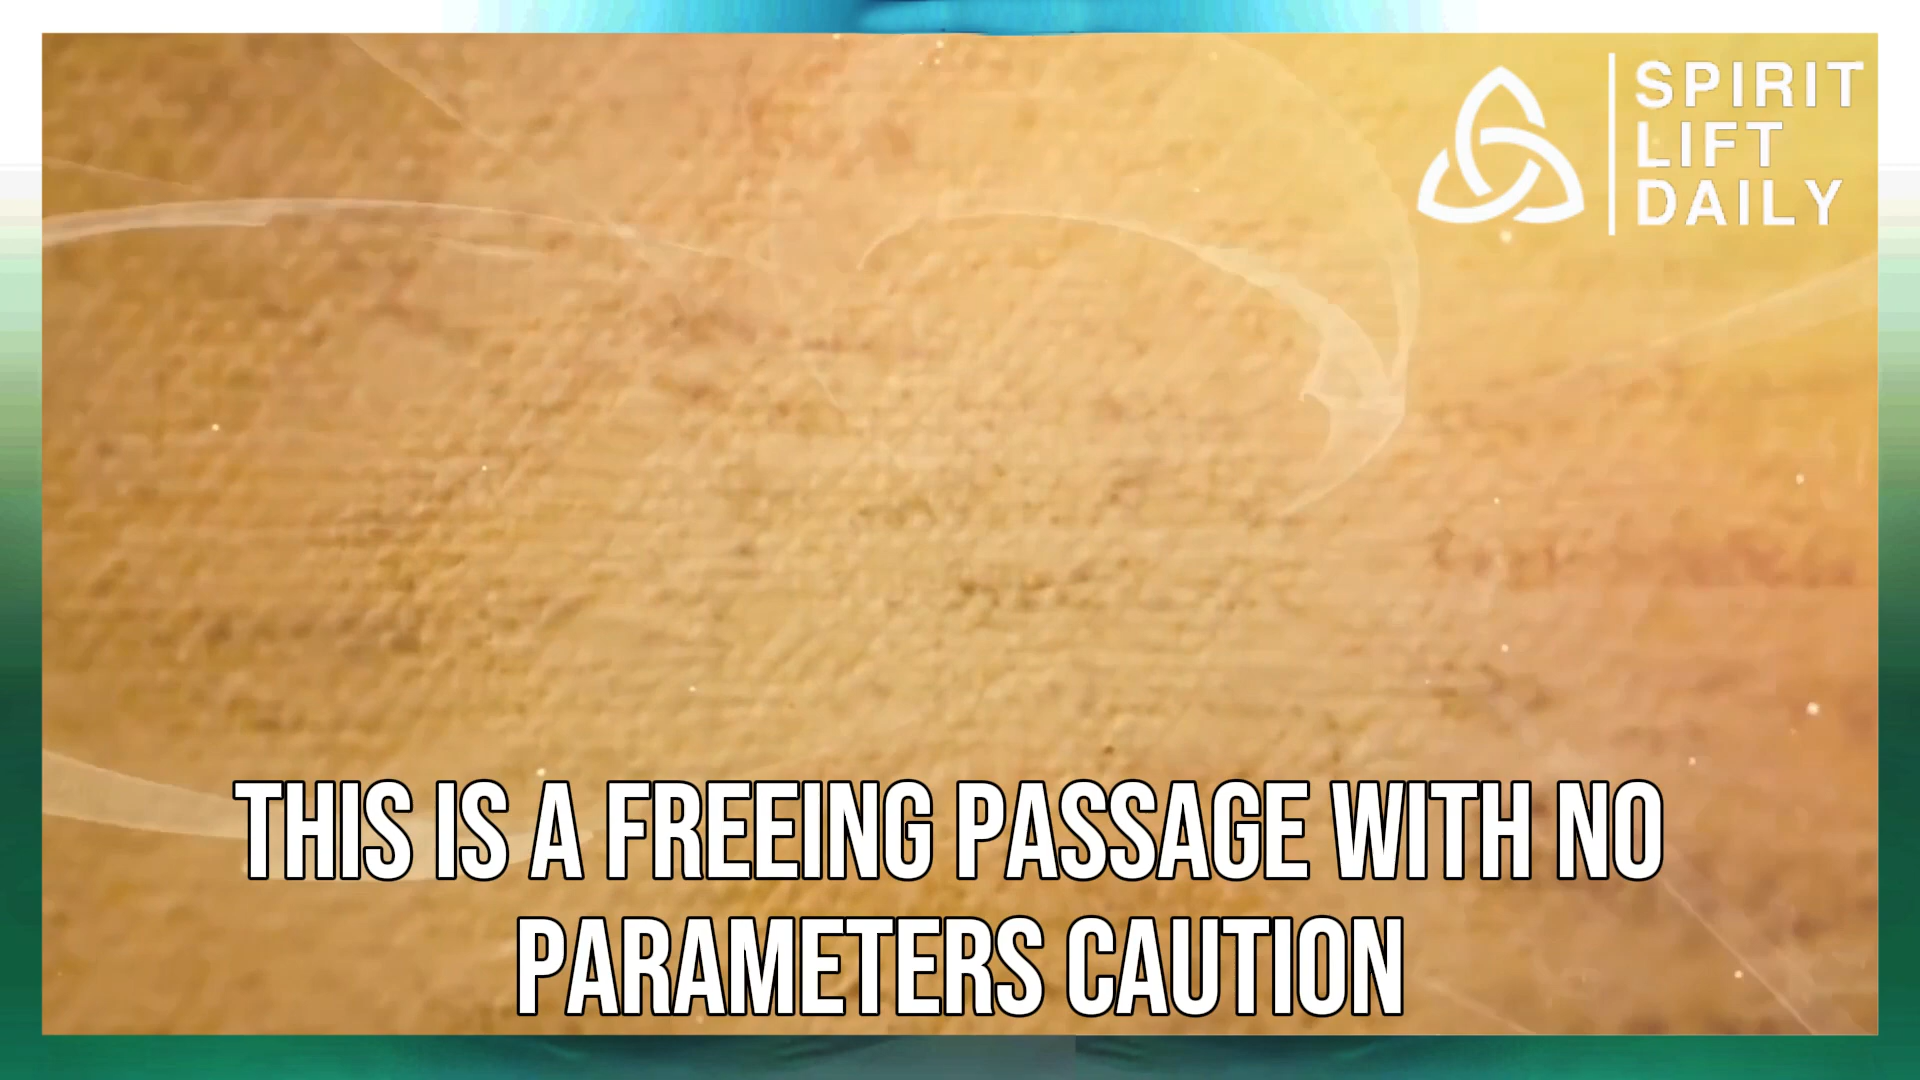 SPIRIT
LIFT
DAILY
THIS IS A FREEING PASSAGE WITH NO
PARAMETERS CAUTION